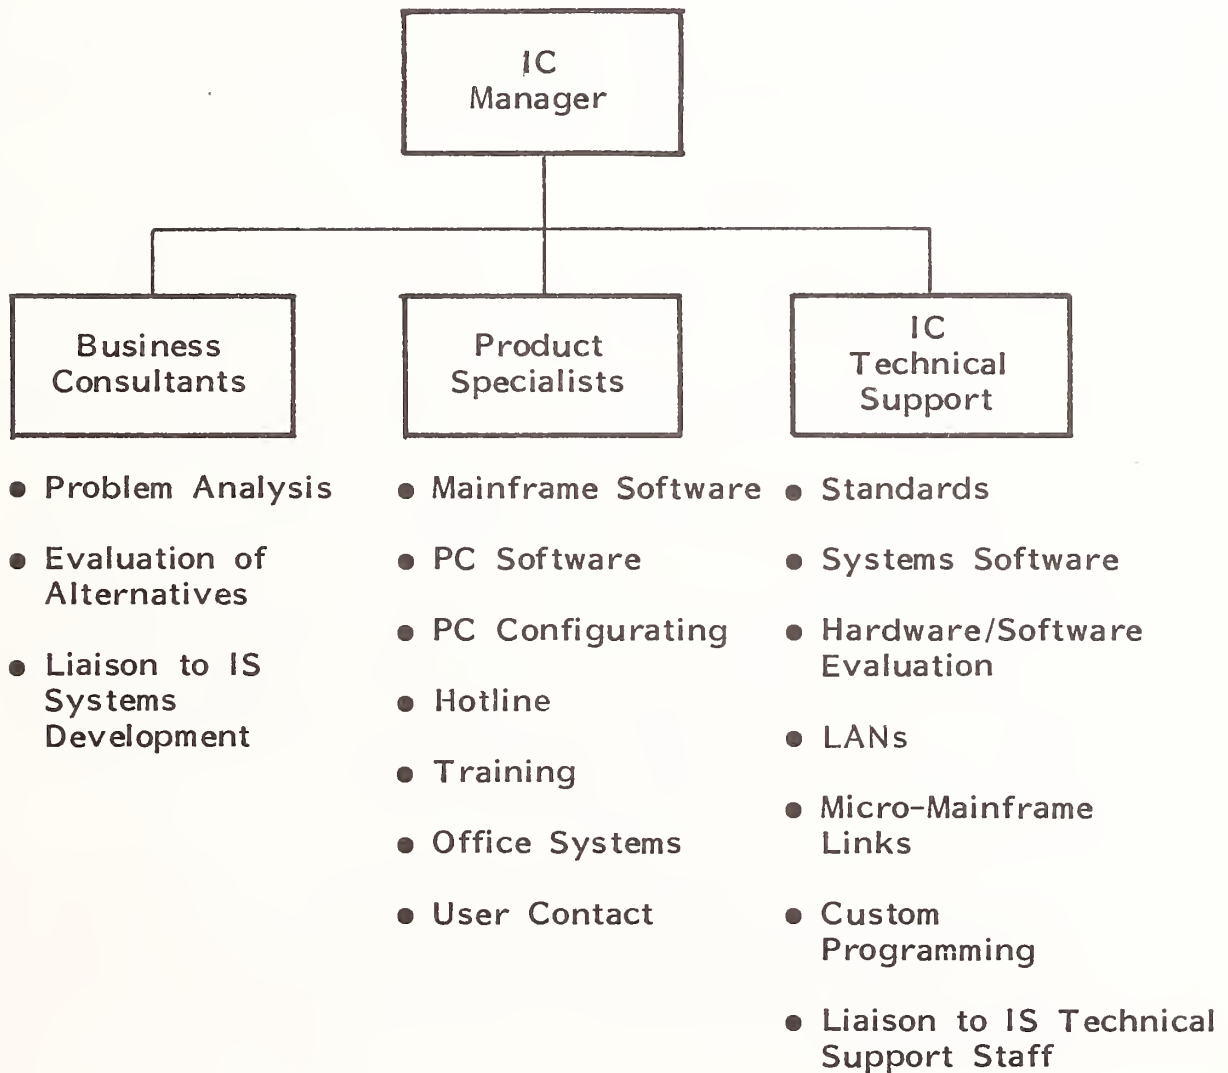 IC
Manager
Business
Consultants
Product
Specialists
IC
Technical
Support
● Problem Analysis
● Evaluation of
Alternatives
● Liaison to IS
Systems
Development
● Mainframe Software
● PC Software
● PC Configurating
● Hotline
● Training
● Office Systems
● User Contact
● Standards
● Systems Software
● Hardware/Software
Evaluation
● LANs
● Micro-Mainframe
Links
● Custom
Programming
● Liaison to IS Technical
Support Staff